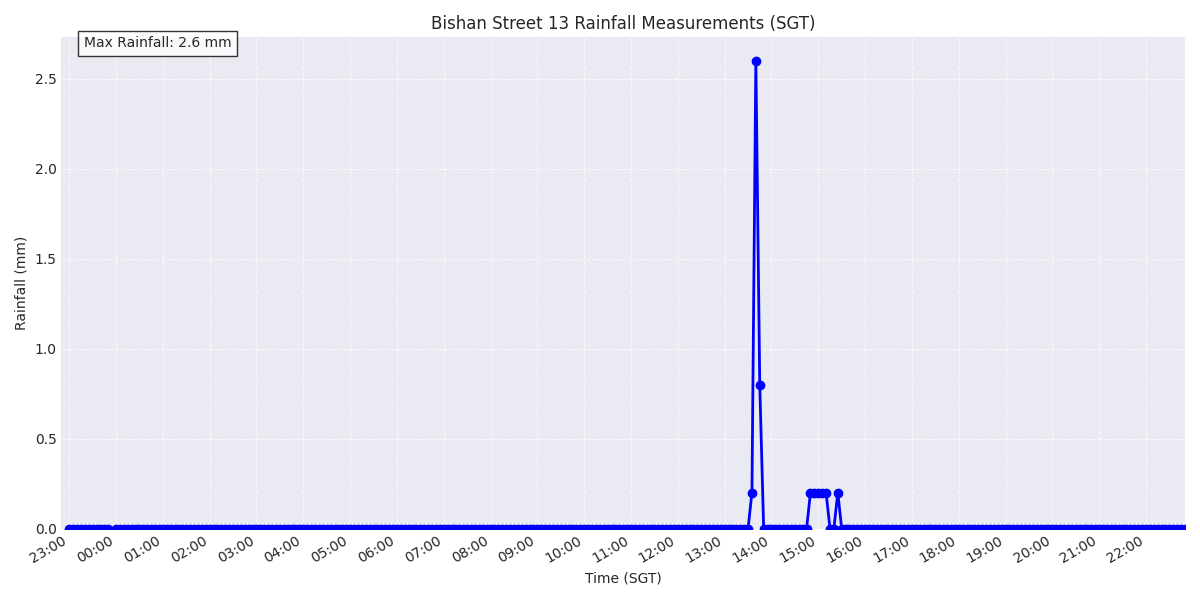 Bishan Street 13 Rainfall Measurements (SGT)
Max Rainfall: 2.6 mm
2.5
2.0
1.5
1.0
0.5
0.0
Rainfall (mm)
23:00 00:00 01:00 02:00 03:00 04:00 05:00 06:00 07:00 08:00 09:00 10:00 11:00 12:00 13:00 14:00 15:00 16:00 17:00 18:00 19:00 20:00 21:00 22:00
Time (SGT)